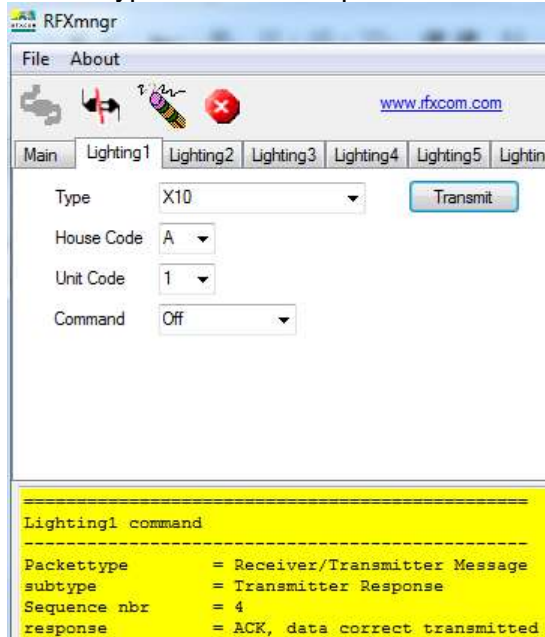 RFXmngr
File About
www.rfxcom.com
Main Lighting1 Lighting2 Lighting3 Lighting4 Lighting5 Lightin
Type X10 Transmit
House Code A
Unit Code 1
Command Off
================================================
Lighting1 command
------------------------------------------------
Packettype = Receiver/Transmitter Message
subtype = Transmitter Response
Sequence nbr = 4
response = ACK, data correct transmitted